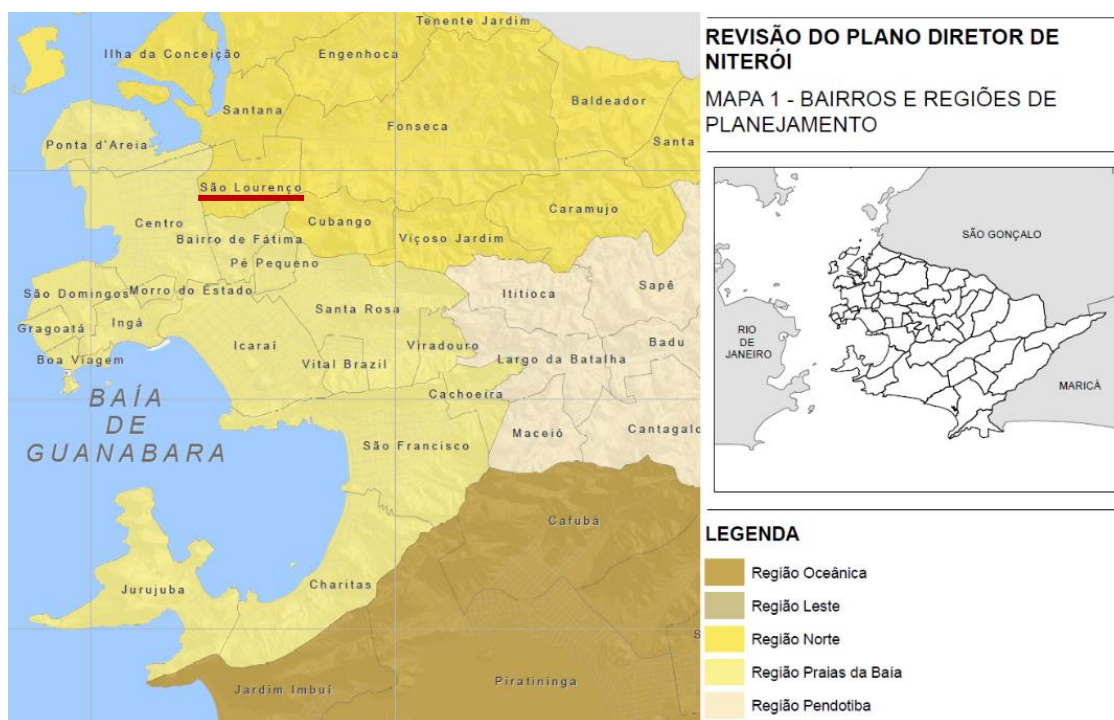 Tenente Jardim
Ilha da Conceição
Engenhoca
Santana
Baldeador
Fonseca
Ponta d'Areia
Santa
São Lourenço
Caramujo
Centro
Cubango
Viçoso Jardim
Bairro de Fátima
Pé Pequeno
Sapê
Ititioca
São Domingos
Morro do Estado
Santa Rosa
Gragoatá
Ingá
Icaraí
Viradouro
Badu
Boa Viagem
Vital Brazil
Largo da Batalha
Cachoeira
BAÍA
DE
GUANABARA
Maceió
Cantagalo
São Francisco
Cafubá
Jurujuba
Charitas
S
Piratininga
Jardim Imbuí
REVISÃO DO PLANO DIRETOR DE
NITERÓI
MAPA 1 - BAIRROS E REGIÕES DE
PLANEJAMENTO
SÃO GONÇALO
RIO
DE
JANEIRO
MARICÁ
LEGENDA
Região Oceânica
Região Leste
Região Norte
Região Praias da Baía
Região Pendotiba